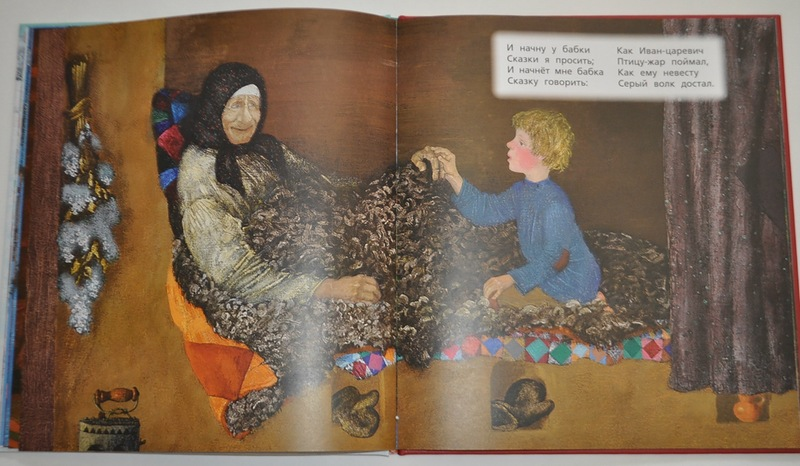 И начну у бабки
Сказки я просить;
И начнёт мне бабка
Сказку говорить:
Как Иван-царевич
Птицу-жар поймал,
Как ему невесту
Серый волк достал.